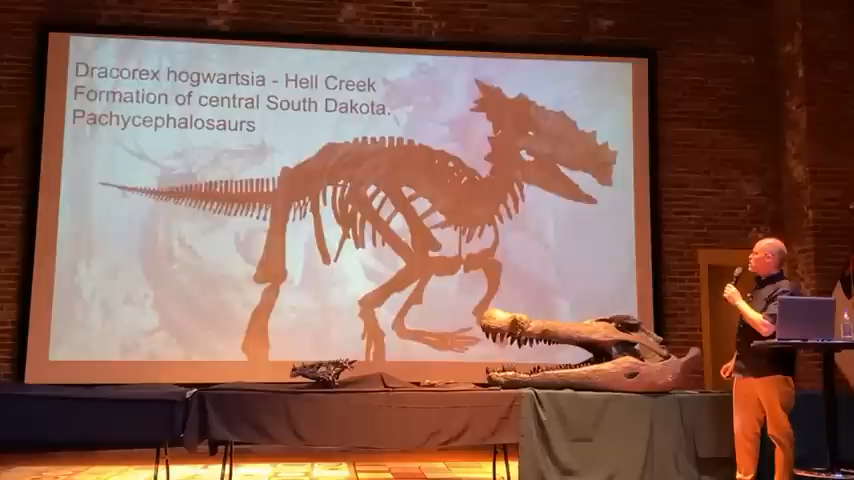 Dracorex hogwartsia - Hell Creek
Formation of central South Dakota.
Pachycephalosaurs